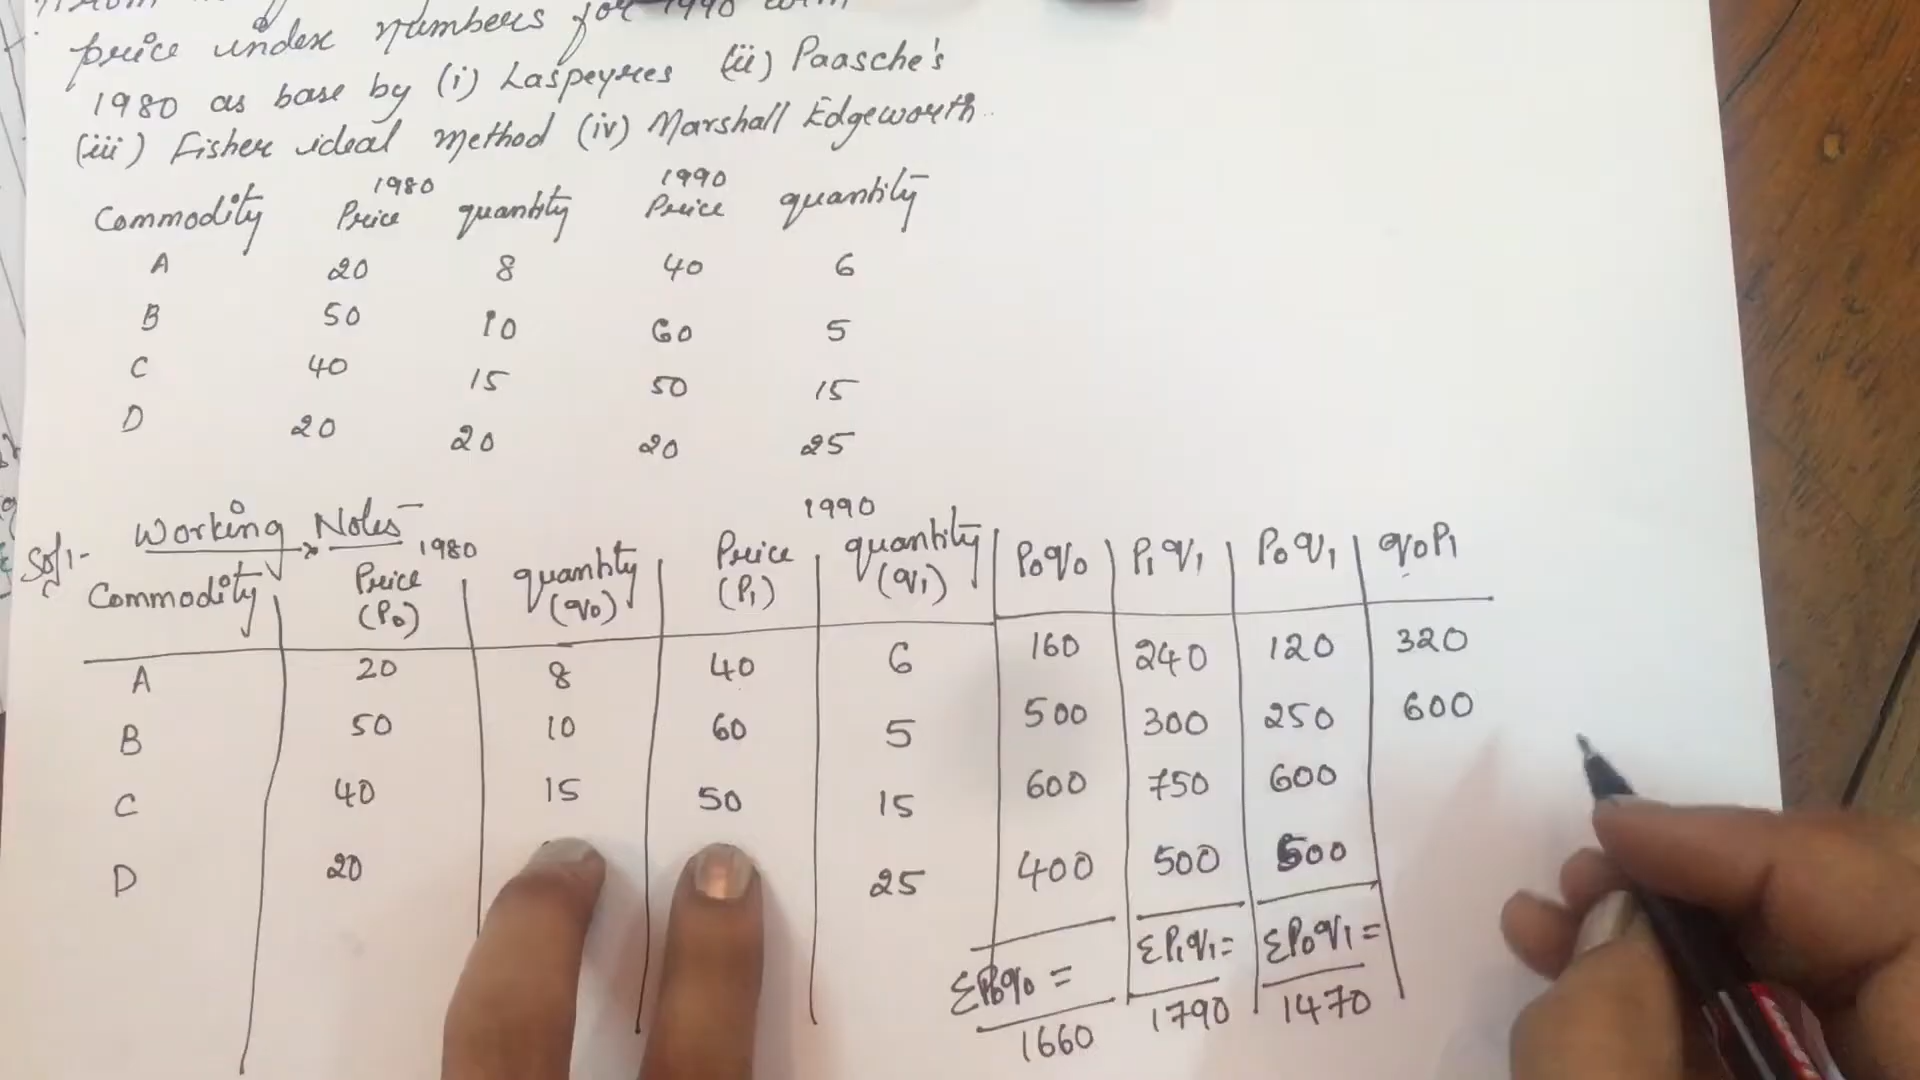 price index numbers for 1990 with
1980 as base by (i) Laspeyres (ii) Paasche's
(iii) Fisher ideal method (iv) Marshall Edgeworth.
1980 1990
Commodity Price quantity Price quantity
A 20 8 40 6
B 50 10 60 5
C 40 15 50 15
D 20 20 20 25
Sol:- Working Notes
1980 1990
Commodity Price (P0) quantity (q0) Price (P1) quantity (q1) P0q0 P1q1 P0q1 q0P1
A 20 8 40 6 160 240 120 320
B 50 10 60 5 500 300 250 600
C 40 15 50 15 600 750 600
D 20 25 400 500 500
ΣP0q0 = ΣP1q1= ΣP0q1=
1660 1790 1470